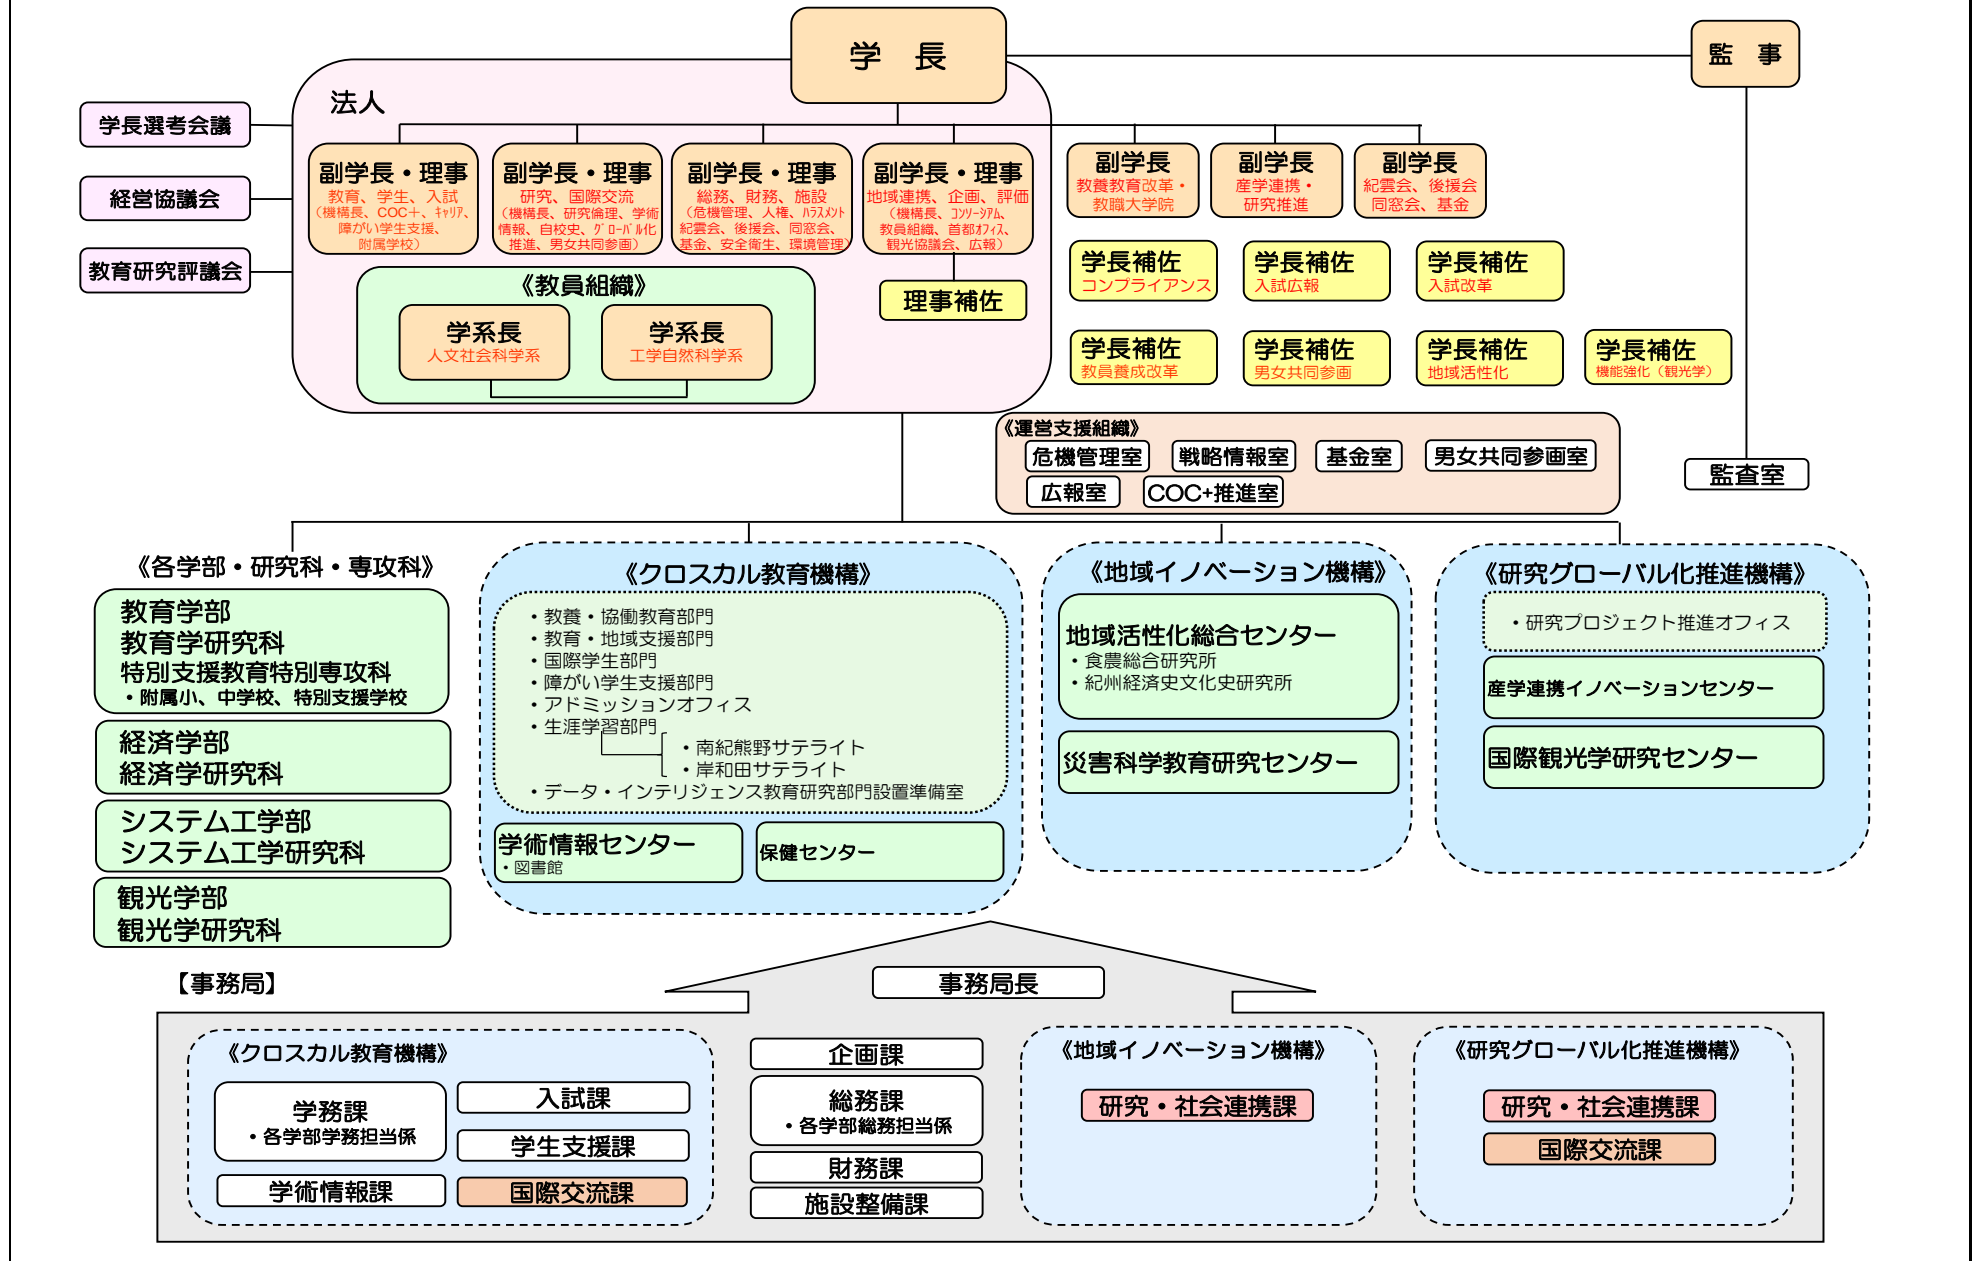 学 長
監 事
法人
学長選考会議
経営協議会
教育研究評議会
副学長・理事
教育、学生、入試
（機構長、COC＋、ｷｬﾘｱ、
障がい学生支援、
附属学校）
副学長・理事
研究、国際交流
（機構長、研究倫理、学術
情報、自校史、ｸﾞﾛｰﾊﾞﾙ化
推進、男女共同参画）
副学長・理事
総務、財務、施設
（危機管理、人権、ﾊﾗｽﾒﾝﾄ
紀雲会、後援会、同窓会、
基金、安全衛生、環境管理）
副学長・理事
地域連携、企画、評価
（機構長、ｺﾝｿｰｼｱﾑ、
教員組織、首都ｵﾌｨｽ、
観光協議会、広報）
副学長
教養教育改革・
教職大学院
副学長
産学連携・
研究推進
副学長
紀雲会、後援会
同窓会、基金
《教員組織》
学系長
人文社会科学系
学系長
工学自然科学系
理事補佐
学長補佐
コンプライアンス
学長補佐
入試広報
学長補佐
入試改革
学長補佐
教員養成改革
学長補佐
男女共同参画
学長補佐
地域活性化
学長補佐
機能強化（観光学）
《運営支援組織》
危機管理室
戦略情報室
基金室
男女共同参画室
広報室
COC+推進室
監査室
《各学部・研究科・専攻科》
教育学部
教育学研究科
特別支援教育特別専攻科
・附属小、中学校、特別支援学校
経済学部
経済学研究科
システム工学部
システム工学研究科
観光学部
観光学研究科
《クロスカル教育機構》
・教養・協働教育部門
・教育・地域支援部門
・国際学生部門
・障がい学生支援部門
・アドミッションオフィス
・生涯学習部門
・南紀熊野サテライト
・岸和田サテライト
・データ・インテリジェンス教育研究部門設置準備室
学術情報センター
・図書館
保健センター
《地域イノベーション機構》
地域活性化総合センター
・食農総合研究所
・紀州経済史文化史研究所
災害科学教育研究センター
《研究グローバル化推進機構》
・研究プロジェクト推進オフィス
産学連携イノベーションセンター
国際観光学研究センター
【事務局】
事務局長
《クロスカル教育機構》
学務課
・各学部学務担当係
学術情報課
入試課
学生支援課
国際交流課
企画課
総務課
・各学部総務担当係
財務課
施設整備課
《地域イノベーション機構》
研究・社会連携課
《研究グローバル化推進機構》
研究・社会連携課
国際交流課